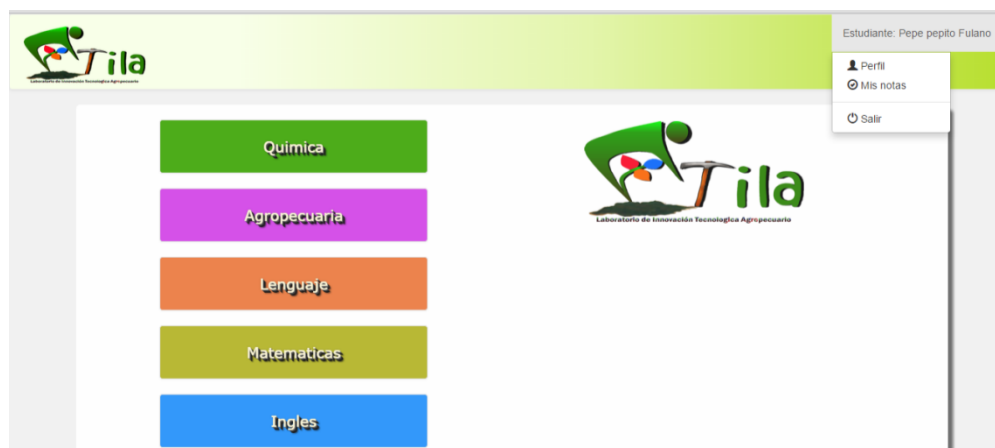 Tila
Laboratorio de Innovación Tecnologica Agropecuario
Estudiante: Pepe pepito Fulano
Perfil
Mis notas
Salir
Quimica
Agropecuaria
Lenguaje
Matematicas
Ingles
Tila
Laboratorio de Innovación Tecnologica Agropecuario